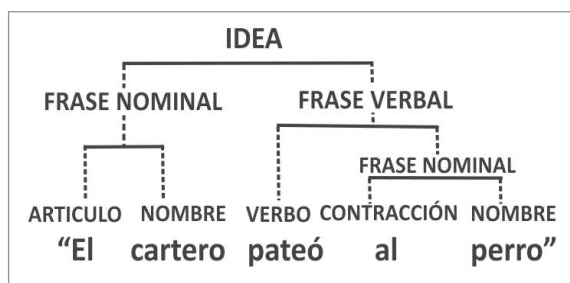 IDEA
FRASE NOMINAL FRASE VERBAL
FRASE NOMINAL
ARTICULO NOMBRE VERBO CONTRACCIÓN NOMBRE
“El cartero pateó al perro”